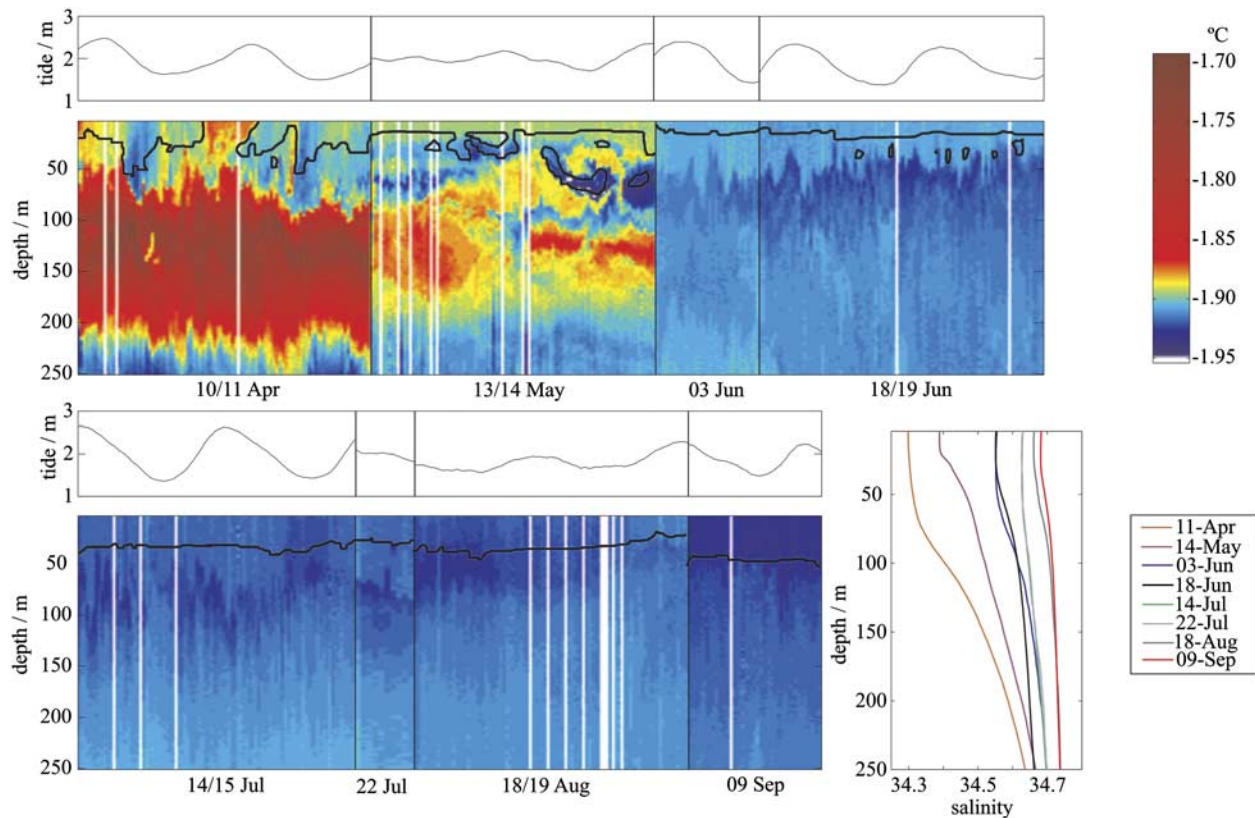 3
tide / m
2
1
50
100
depth / m
150
200
250
10/11 Apr 13/14 May 03 Jun 18/19 Jun
ºC
-1.70
-1.75
-1.80
-1.85
-1.90
-1.95
3
tide / m
2
1
50
100
depth / m
150
200
250
14/15 Jul 22 Jul 18/19 Aug 09 Sep
50
100
depth / m
150
200
250
34.3 34.5 34.7
salinity
11-Apr
14-May
03-Jun
18-Jun
14-Jul
22-Jul
18-Aug
09-Sep